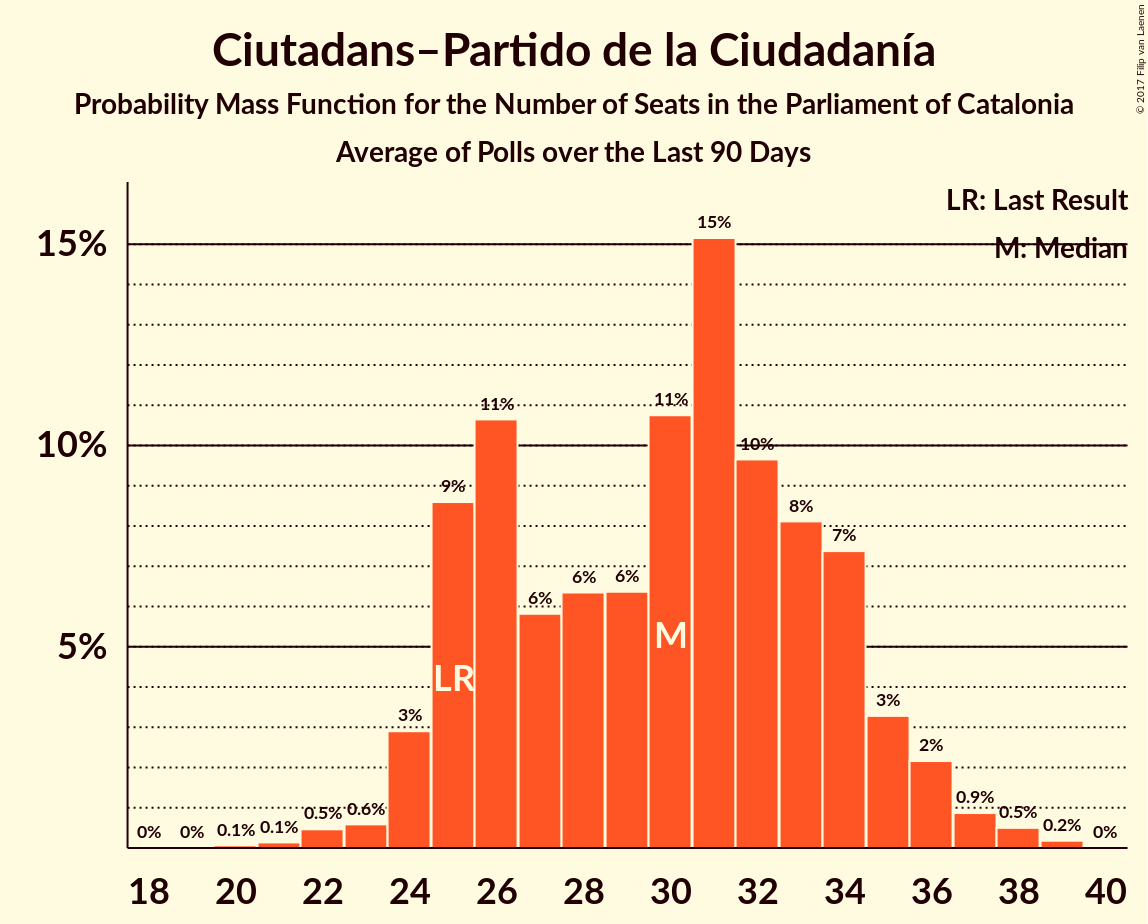 Ciutadans–Partido de la Ciudadanía
Probability Mass Function for the Number of Seats in the Parliament of Catalonia
Average of Polls over the Last 90 Days
© 2017 Filip van Laenen
LR: Last Result
M: Median
15%
10%
5%
0% 0% 0.1% 0.1% 0.5% 0.6% 3% 9% 11% 6% 6% 6% 11% 15% 10% 8% 7% 3% 2% 0.9% 0.5% 0.2% 0%
LR M
18 20 22 24 26 28 30 32 34 36 38 40